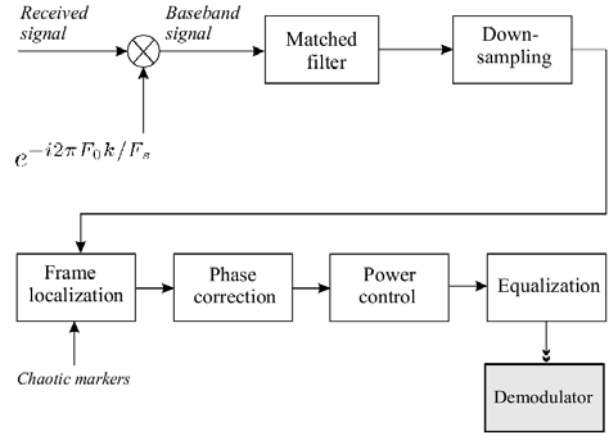 Received signal
Baseband signal
Matched filter
Down-sampling
e^{-i2πF_0k/F_s}
Frame localization
Phase correction
Power control
Equalization
Chaotic markers
Demodulator